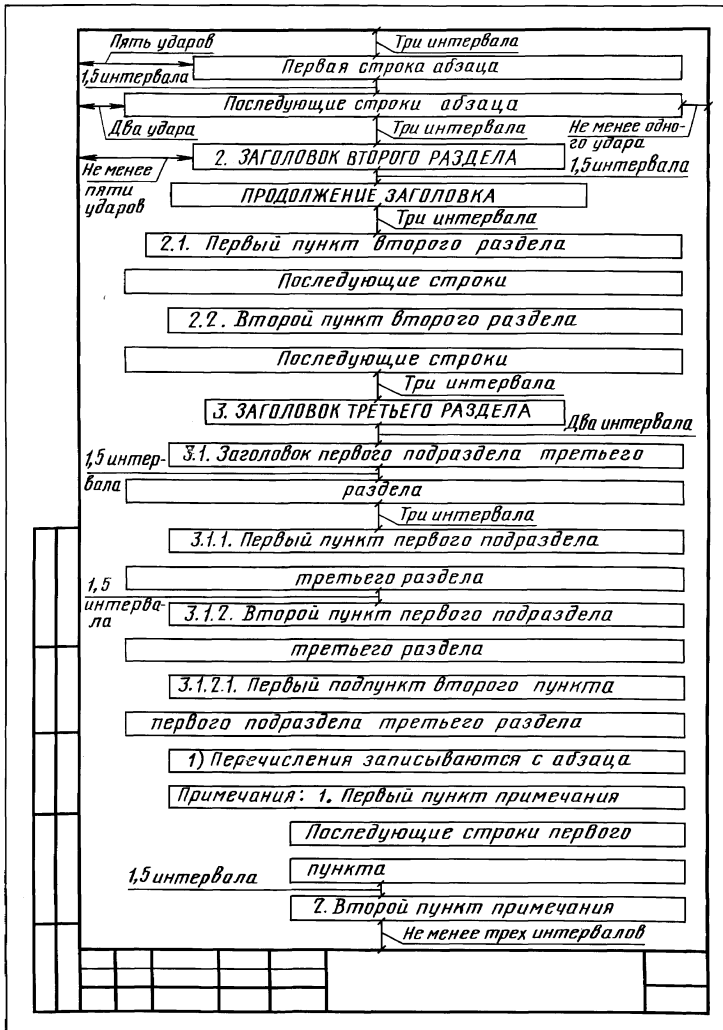 Пять ударов
Три интервала
Первая строка абзаца
1,5 интервала
Последующие строки абзаца
Два удара
Три интервала
Не менее одно-
го удара
2. ЗАГОЛОВОК ВТОРОГО РАЗДЕЛА
Не менее
пяти
ударов
1,5 интервала
ПРОДОЛЖЕНИЕ ЗАГОЛОВКА
Три интервала
2.1. Первый пункт второго раздела
Последующие строки
2.2. Второй пункт второго раздела
Последующие строки
Три интервала
3. ЗАГОЛОВОК ТРЕТЬЕГО РАЗДЕЛА
Два интервала
3.1. Заголовок первого подраздела третьего
1,5 интер-
вала
раздела
Три интервала
3.1.1. Первый пункт первого подраздела
третьего раздела
1,5
интерва-
ла
3.1.2. Второй пункт первого подраздела
третьего раздела
3.1.2.1. Первый подпункт второго пункта
первого подраздела третьего раздела
1) Перечисления записываются с абзаца
Примечания: 1. Первый пункт примечания
Последующие строки первого
пункта
1,5 интервала
2. Второй пункт примечания
Не менее трех интервалов